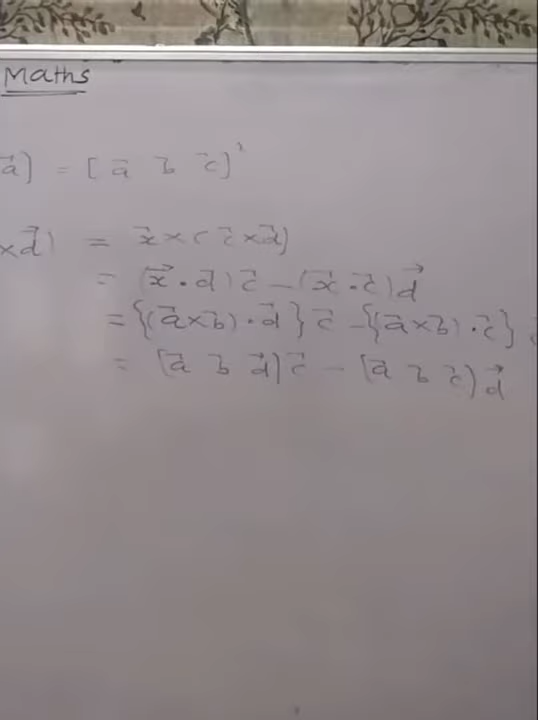 Maths
a⃗] = [a⃗ b⃗ c⃗]²
×d⃗) = x⃗×(c⃗×d⃗)
= (x⃗·d⃗)c⃗ – (x⃗·c⃗)d⃗
= {(a⃗×b⃗)·d⃗}c⃗ – {(a⃗×b⃗)·c⃗}
= [a⃗ b⃗ d⃗]c⃗ – [a⃗ b⃗ c⃗]d⃗